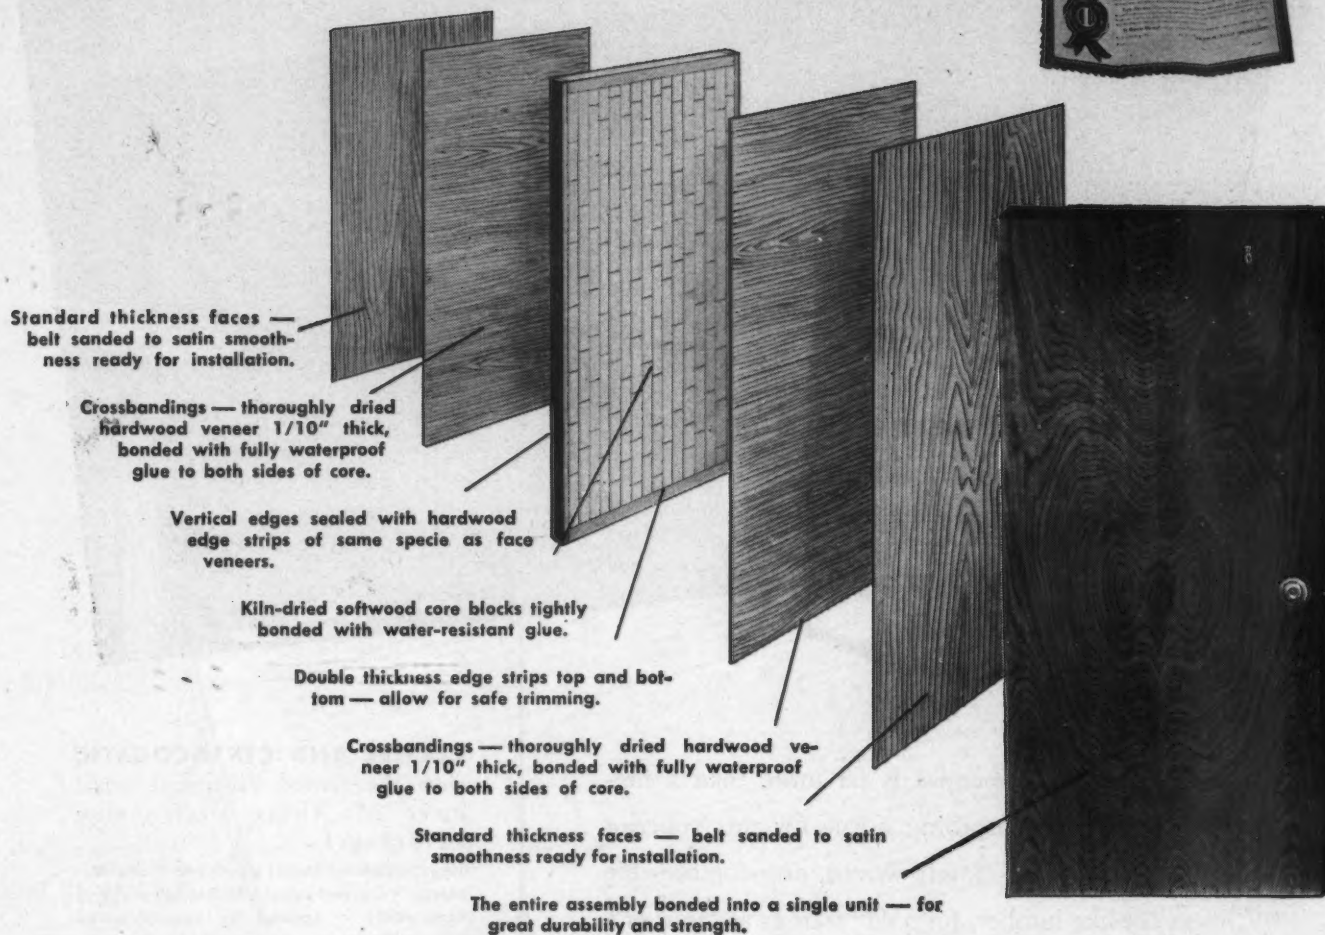 Standard thickness faces —
belt sanded to satin smooth-
ness ready for installation.
Crossbandings — thoroughly dried
hardwood veneer 1/10" thick,
bonded with fully waterproof
glue to both sides of core.
Vertical edges sealed with hardwood
edge strips of same specie as face
veneers.
Kiln-dried softwood core blocks tightly
bonded with water-resistant glue.
Double thickness edge strips top and bot-
tom — allow for safe trimming.
Crossbandings — thoroughly dried hardwood ve-
neer 1/10" thick, bonded with fully waterproof
glue to both sides of core.
Standard thickness faces — belt sanded to satin
smoothness ready for installation.
The entire assembly bonded into a single unit — for
great durability and strength.